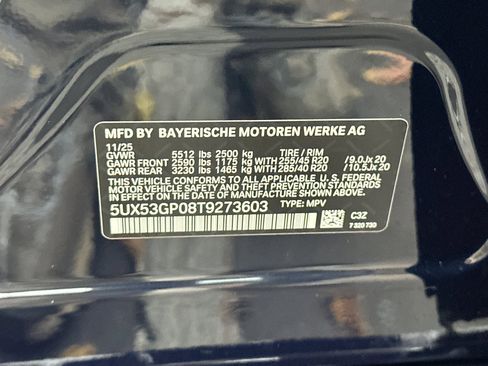 MFD BY BAYERISCHE MOTOREN WERKE AG
11/25
GVWR 5512 lbs 2500 kg TIRE / RIM
GAWR FRONT 2590 lbs 1175 kg WITH 255/45 R20 /9.0Jx 20
GAWR REAR 3230 lbs 1465 kg WITH 285/40 R20 /10.5Jx 20
THIS VEHICLE CONFORMS TO ALL APPLICABLE U.S. FEDERAL
MOTOR VEHICLE SAFETY, BUMPER, AND THEFT PREVENTION
STANDARDS IN EFFECT ON THE DATE OF MANUFACTURE
SHOWN ABOVE.
5UX53GP08T9273603 TYPE: MPV
C3Z
7 320 730